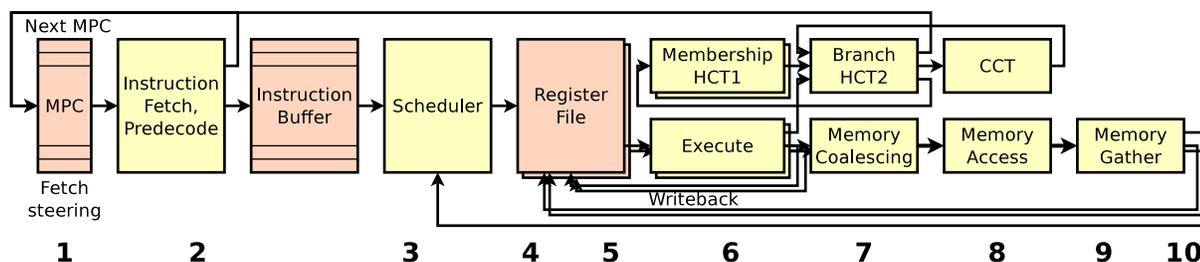 Next MPC
MPC
Instruction
Fetch,
Predecode
Instruction
Buffer
Scheduler
Register
File
Membership
HCT1
Branch
HCT2
CCT
Execute
Memory
Coalescing
Memory
Access
Memory
Gather
Fetch
steering
Writeback
1 2 3 4 5 6 7 8 9 10